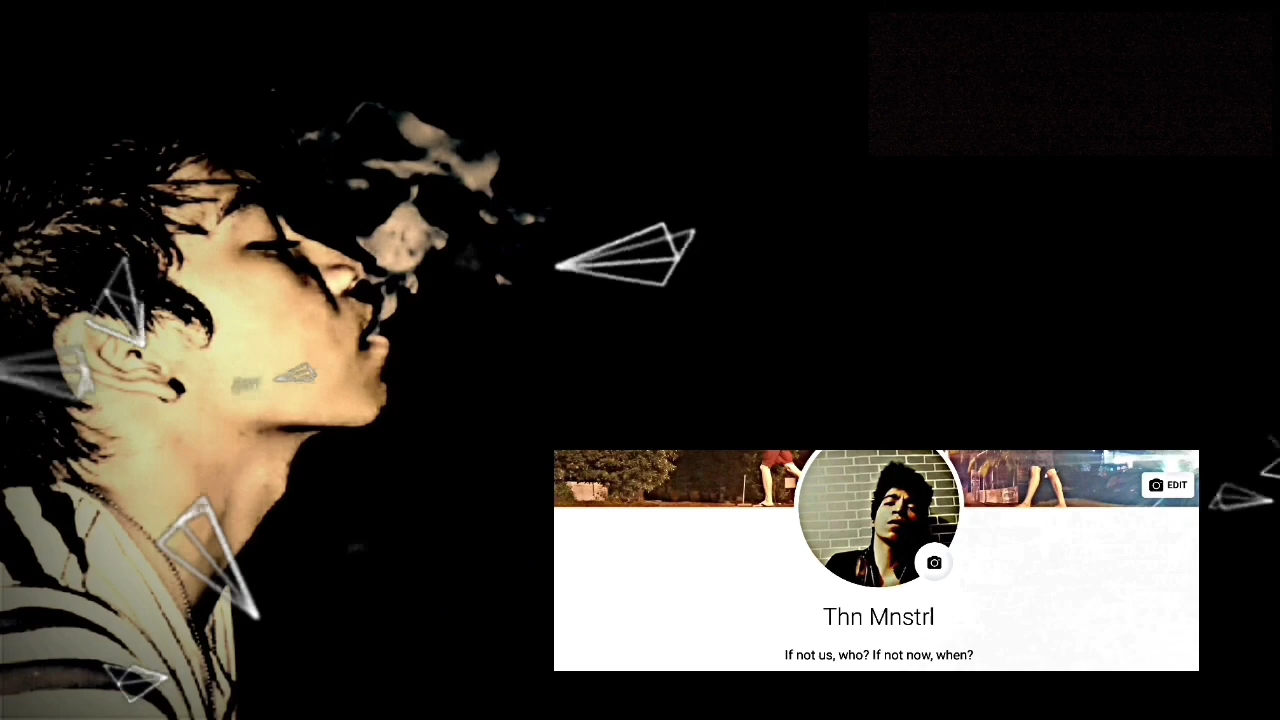 EDIT
Thn Mnstrl
If not us, who? If not now, when?